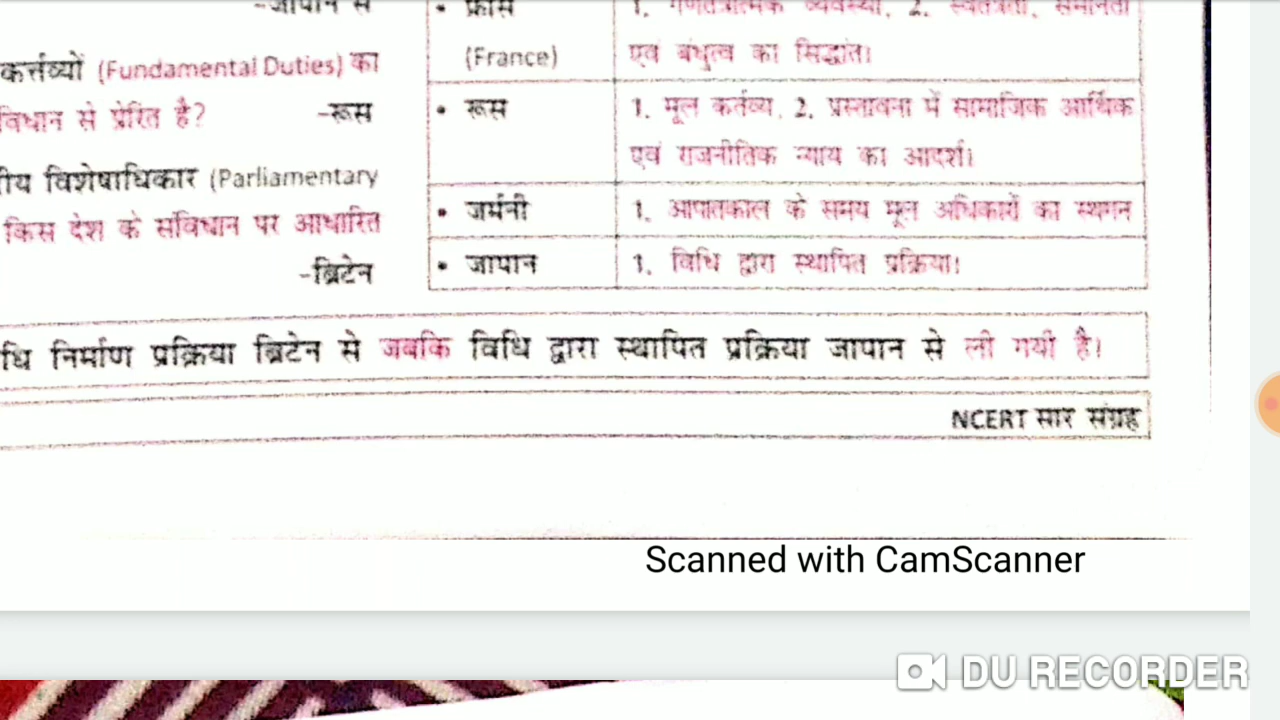 -जापान से
कर्त्तव्यों (Fundamental Duties) का
विधान से प्रेरित है?
-रूस
रीय विशेषाधिकार (Parliamentary
किस देश के संविधान पर आधारित
-ब्रिटेन
• फ्रांस
(France)
1. गणतंत्रात्मक व्यवस्था, 2. स्वतंत्रता, समानता
एवं बंधुत्व का सिद्धांत।
• रूस
1. मूल कर्तव्य, 2. प्रस्तावना में सामाजिक आर्थिक
एवं राजनीतिक न्याय का आदर्श।
• जर्मनी
1. आपातकाल के समय मूल अधिकारों का स्थगन
• जापान
1. विधि द्वारा स्थापित प्रक्रिया।
धि निर्माण प्रक्रिया ब्रिटेन से जबकि विधि द्वारा स्थापित प्रक्रिया जापान से ली गयी है।
NCERT सार संग्रह
Scanned with CamScanner
DU RECORDER